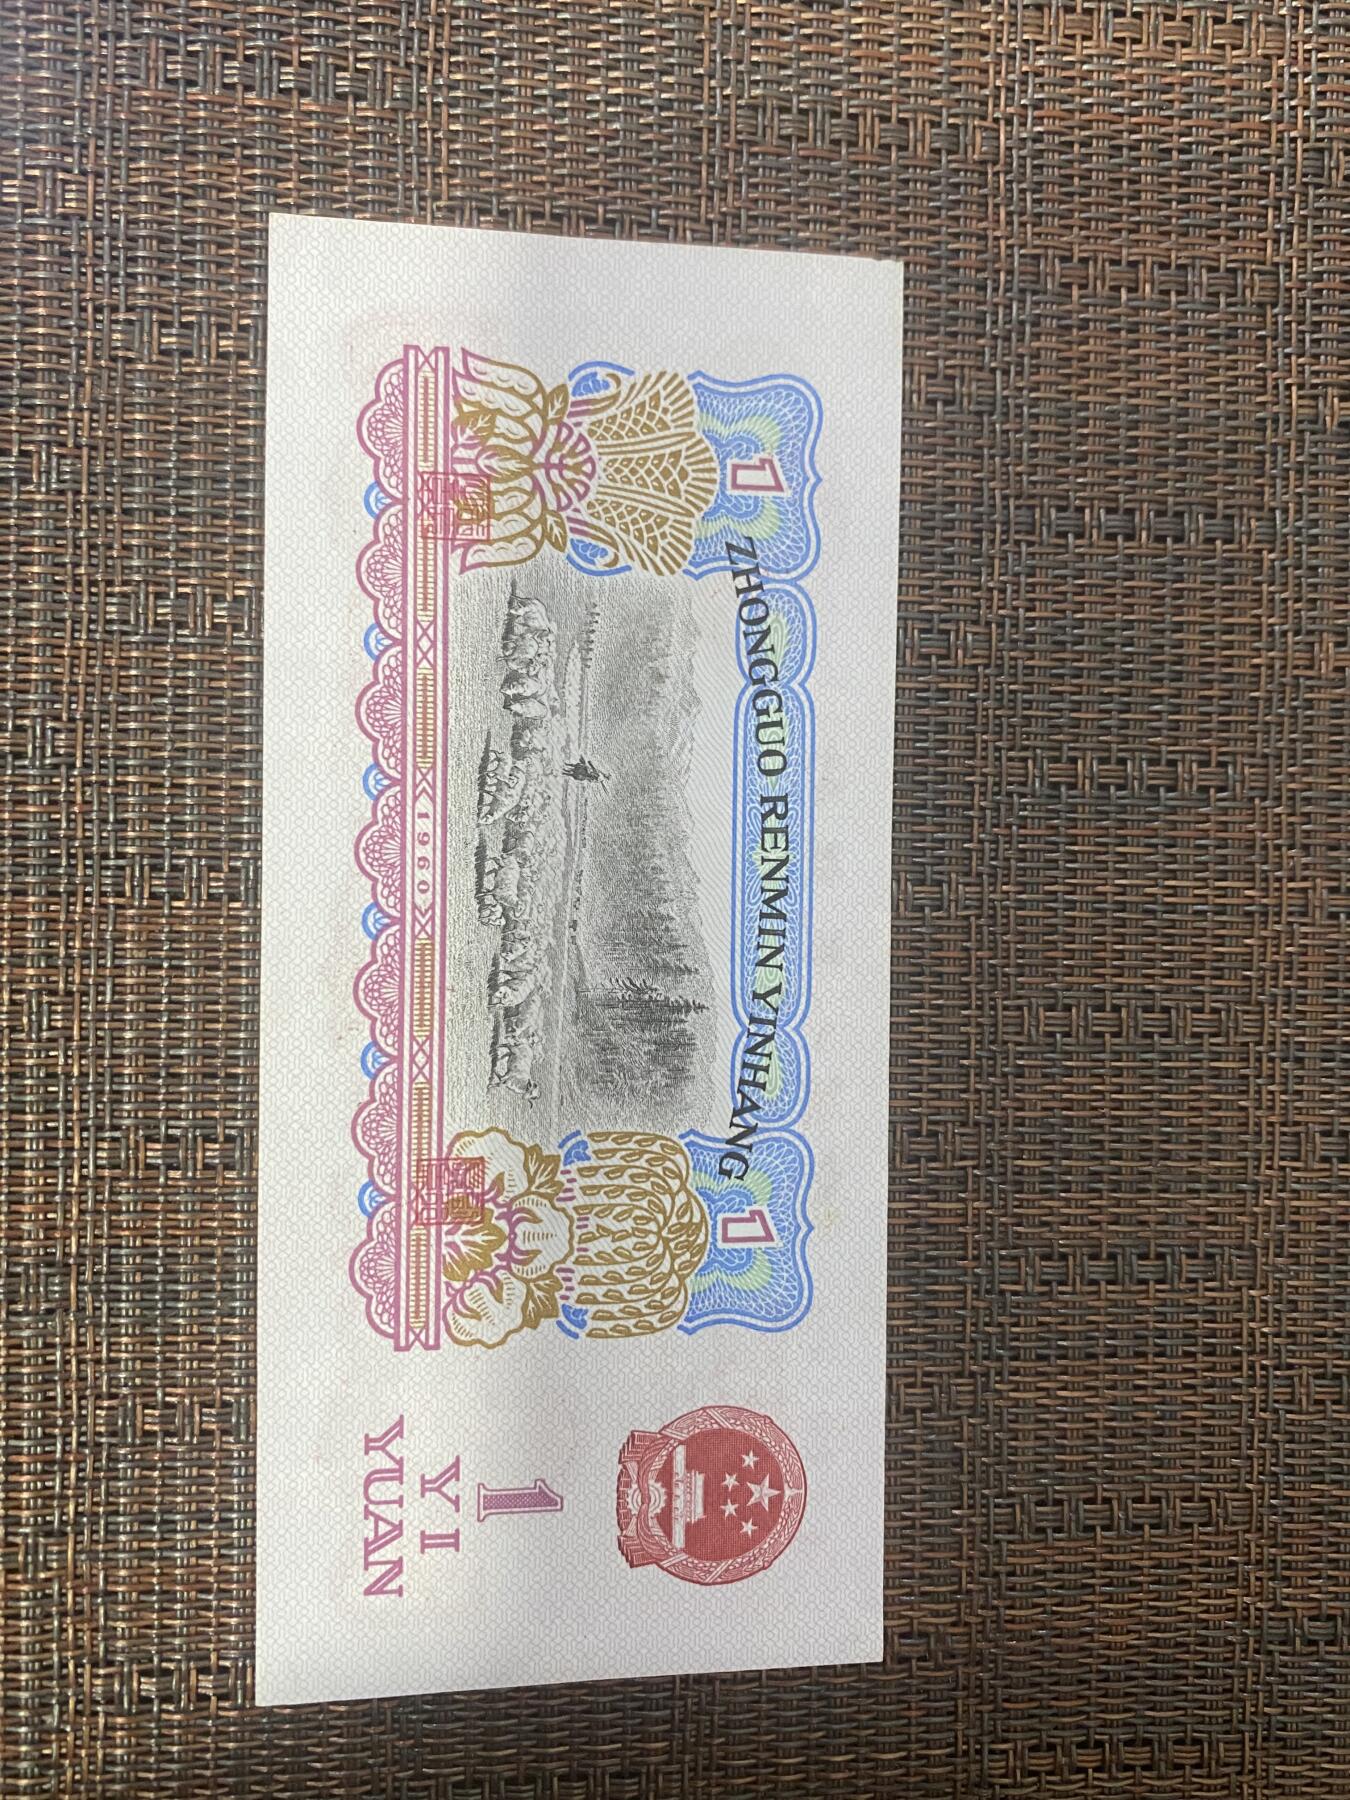 ZHONGGUO RENMIN YINHANG
1
1
1960
1
YI
YUAN